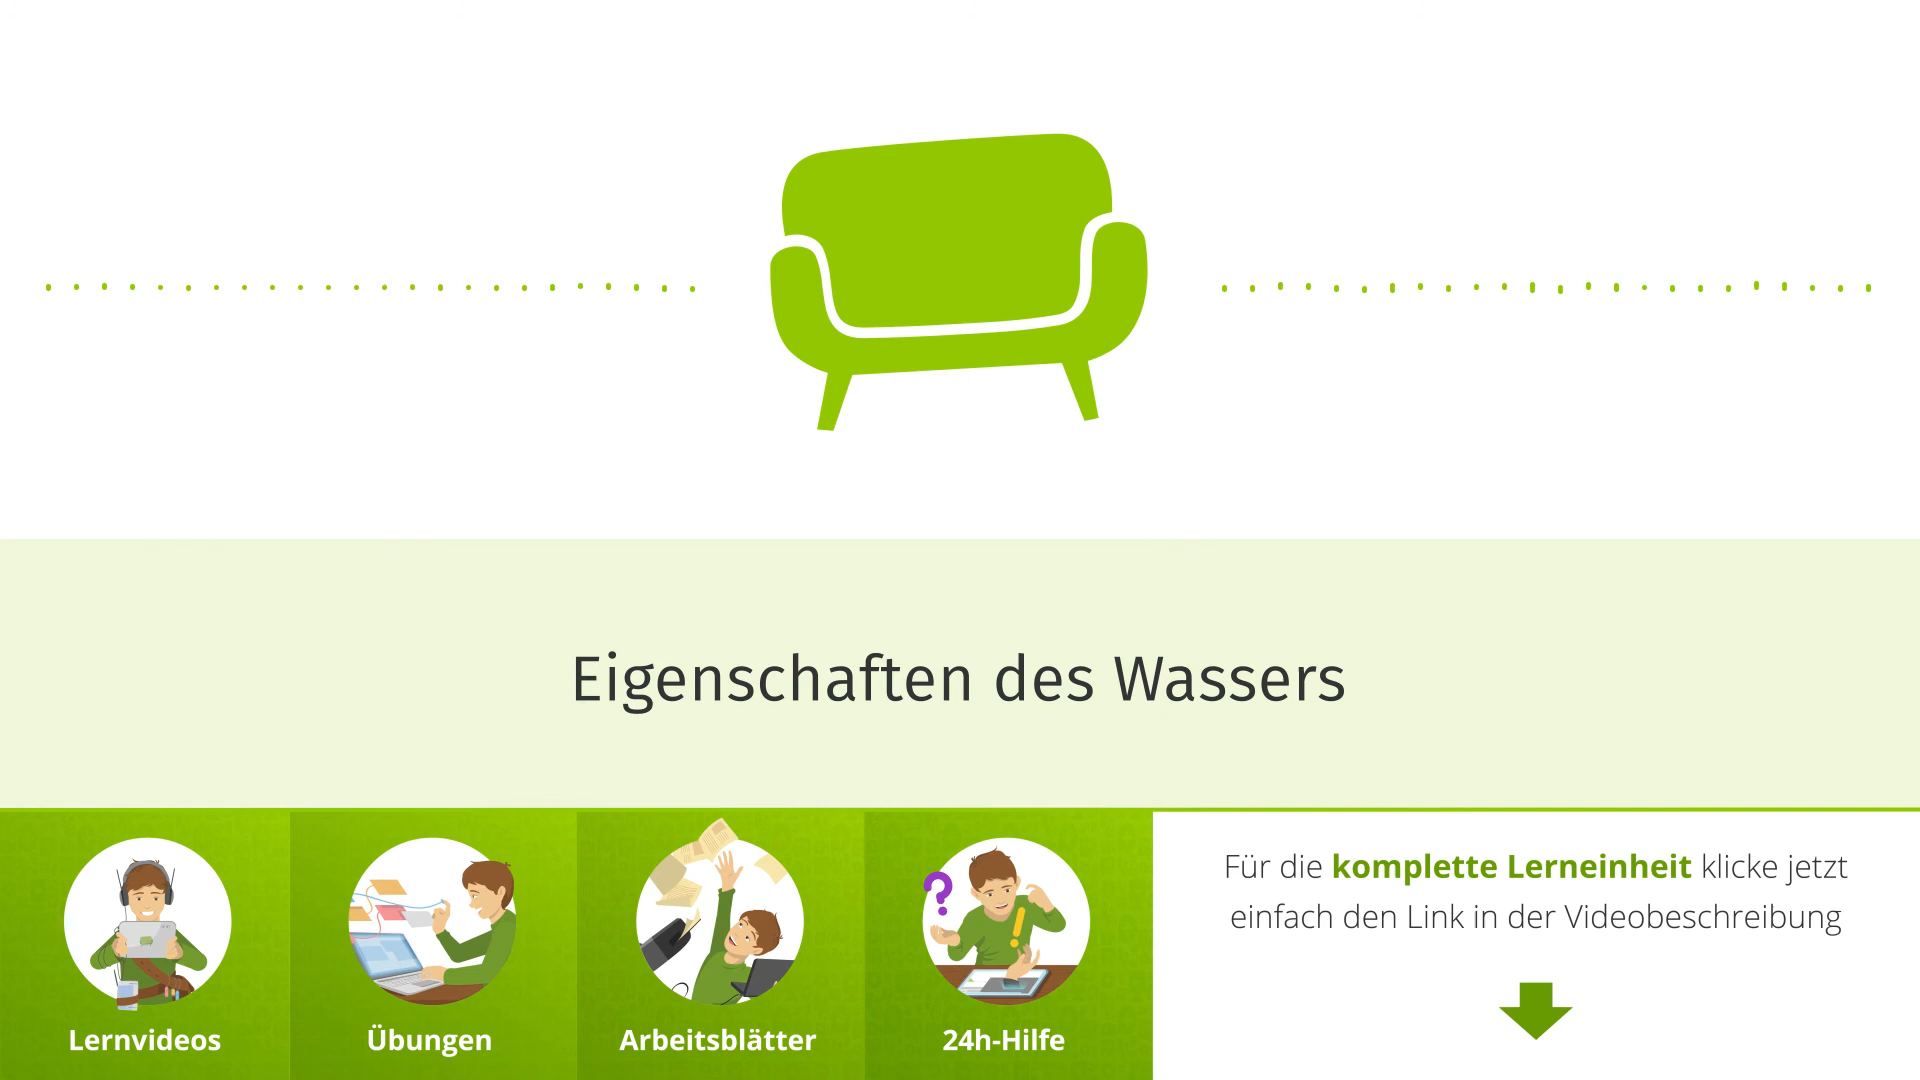 Eigenschaften des Wassers
Lernvideos
Übungen
Arbeitsblätter
24h-Hilfe
Für die komplette Lerneinheit klicke jetzt
einfach den Link in der Videobeschreibung